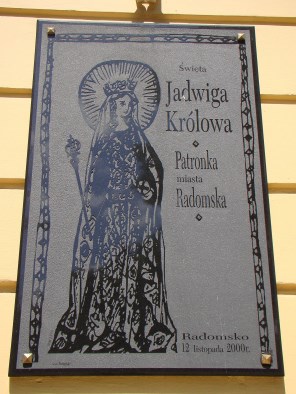 Święta
Jadwiga
Królowa
Patronka
miasta
Radomska
Radomsko
12 listopada 2000r.